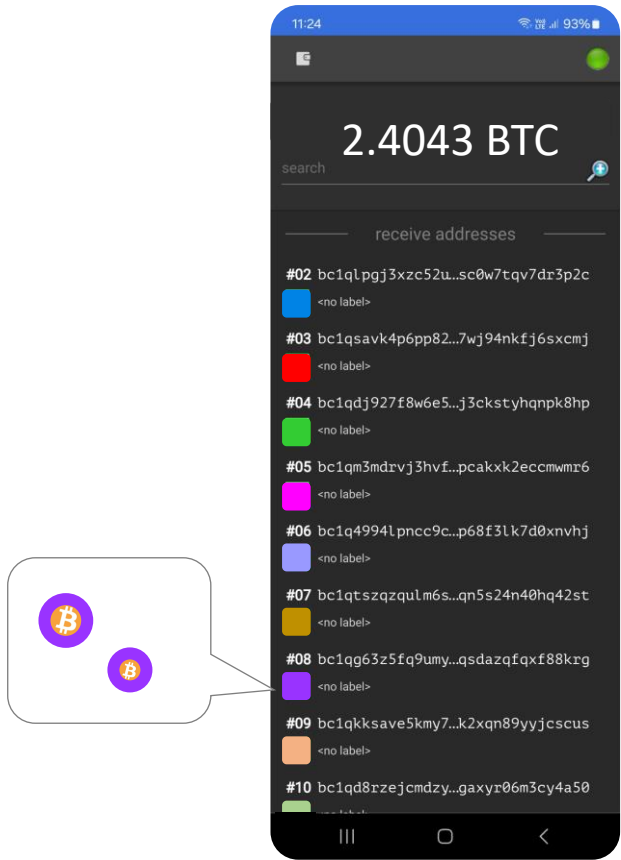 11:24
93%
2.4043 BTC
search
receive addresses
#02 bc1qlpgj3xzc52u…sc0w7tqv7dr3p2c
<no label>
#03 bc1qsavk4p6pp82…7wj94nkfj6sxcmj
<no label>
#04 bc1qdj927f8w6e5…j3ckstyhqnpk8hp
<no label>
#05 bc1qm3mdrvj3hvf…pcakxk2eccmwmr6
<no label>
#06 bc1q4994lpncc9c…p68f3lk7d0xnvhj
<no label>
#07 bc1qtszqzqulm6s…qn5s24n40hq42st
<no label>
#08 bc1qg63z5fq9umy…qsdazqfqxf88krg
<no label>
#09 bc1qkksave5kmy7…k2xqn89yyjcscus
<no label>
#10 bc1qd8rzejcmdzy…gaxyr06m3cy4a50